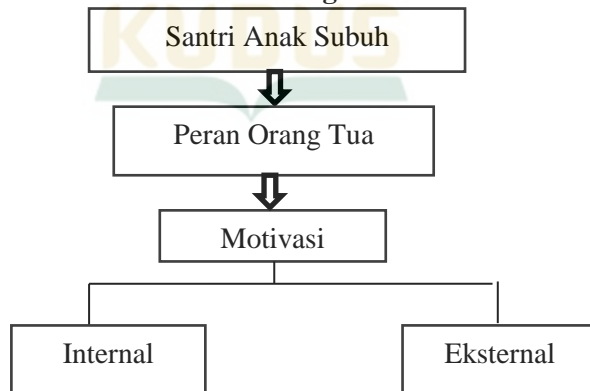 KUDUS
Santri Anak Subuh
Peran Orang Tua
Motivasi
Internal
Eksternal